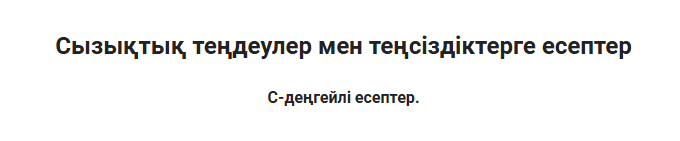 Сызықтық теңдеулер мен теңсіздіктерге есептер
С-деңгейлі есептер.